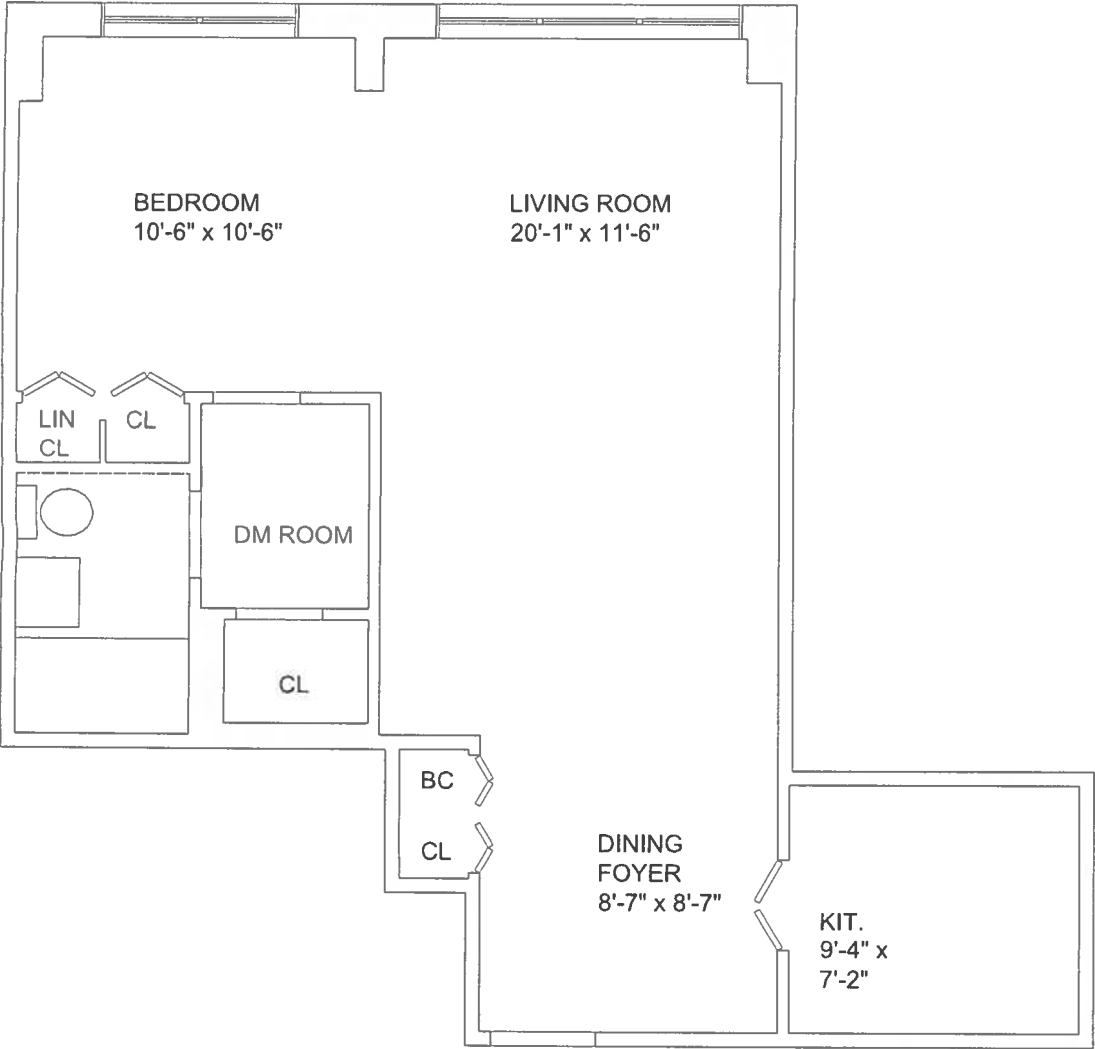 BEDROOM
10'-6" x 10'-6"
LIVING ROOM
20'-1" x 11'-6"
LIN
CL
CL
DM ROOM
CL
BC
CL
DINING
FOYER
8'-7" x 8'-7"
KIT.
9'-4" x
7'-2"